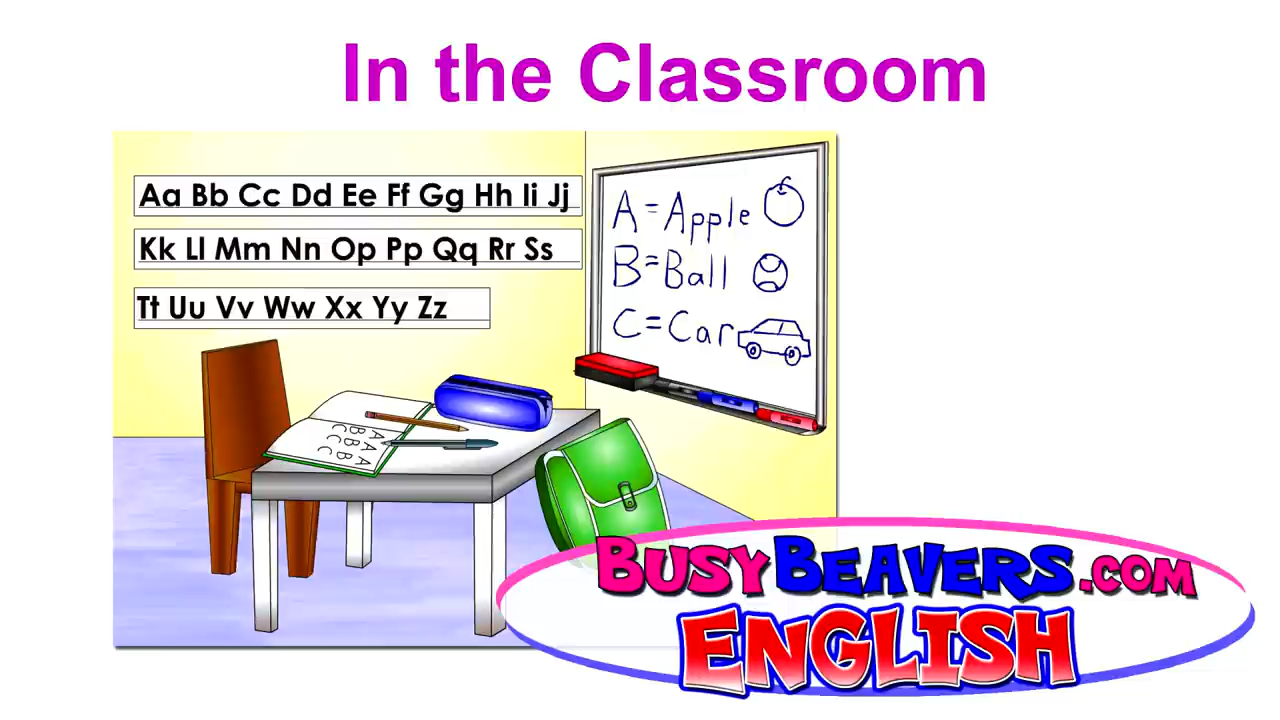 In the Classroom
Aa Bb Cc Dd Ee Ff Gg Hh Ii Jj
Kk Ll Mm Nn Op Pp Qq Rr Ss
Tt Uu Vv Ww Xx Yy Zz
A = Apple
B = Ball
C = Car
A A A
B B B
C C C
BUSYBEAVERS.COM
ENGLISH